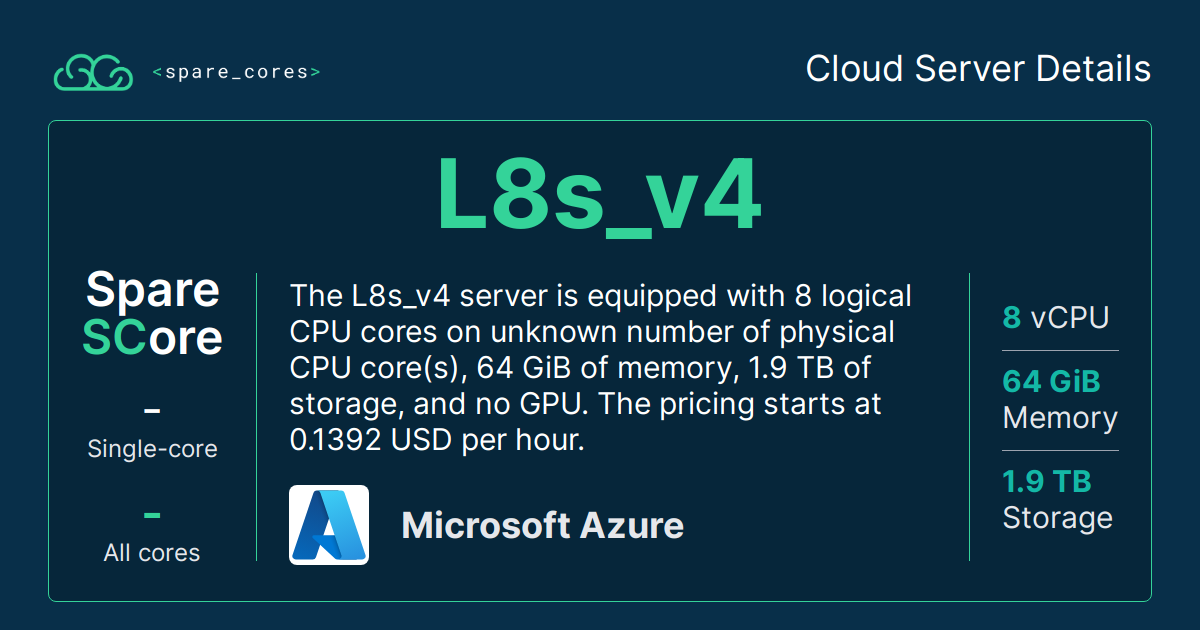 <spare_cores>
Cloud Server Details
L8s_v4
Spare
SCore
-
Single-core
-
All cores
The L8s_v4 server is equipped with 8 logical
CPU cores on unknown number of physical
CPU core(s), 64 GiB of memory, 1.9 TB of
storage, and no GPU. The pricing starts at
0.1392 USD per hour.
Microsoft Azure
8 vCPU
64 GiB
Memory
1.9 TB
Storage